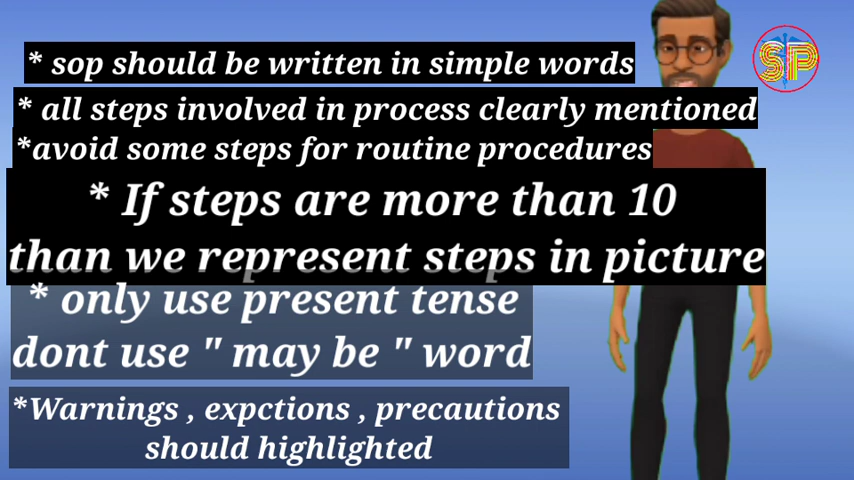 * sop should be written in simple words
* all steps involved in process clearly mentioned
*avoid some steps for routine procedures
* If steps are more than 10
than we represent steps in picture
* only use present tense
dont use " may be " word
*Warnings , expctions , precautions
should highlighted
SP